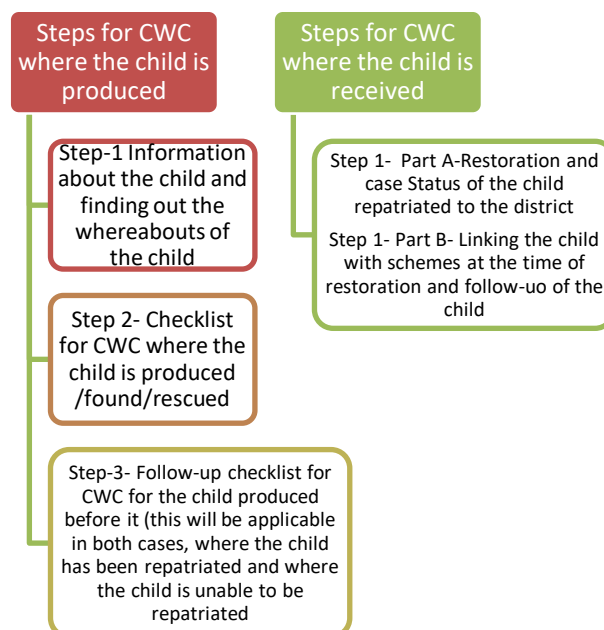 Steps for CWC
where the child is
produced
Step-1 Information
about the child and
finding out the
whereabouts of
the child
Step 2- Checklist
for CWC where the
child is produced
/found/rescued
Step-3- Follow-up checklist for
CWC for the child produced
before it (this will be applicable
in both cases, where the child
has been repatriated and where
the child is unable to be
repatriated
Steps for CWC
where the child is
received
Step 1- Part A-Restoration and
case Status of the child
repatriated to the district
Step 1- Part B- Linking the child
with schemes at the time of
restoration and follow-uo of the
child